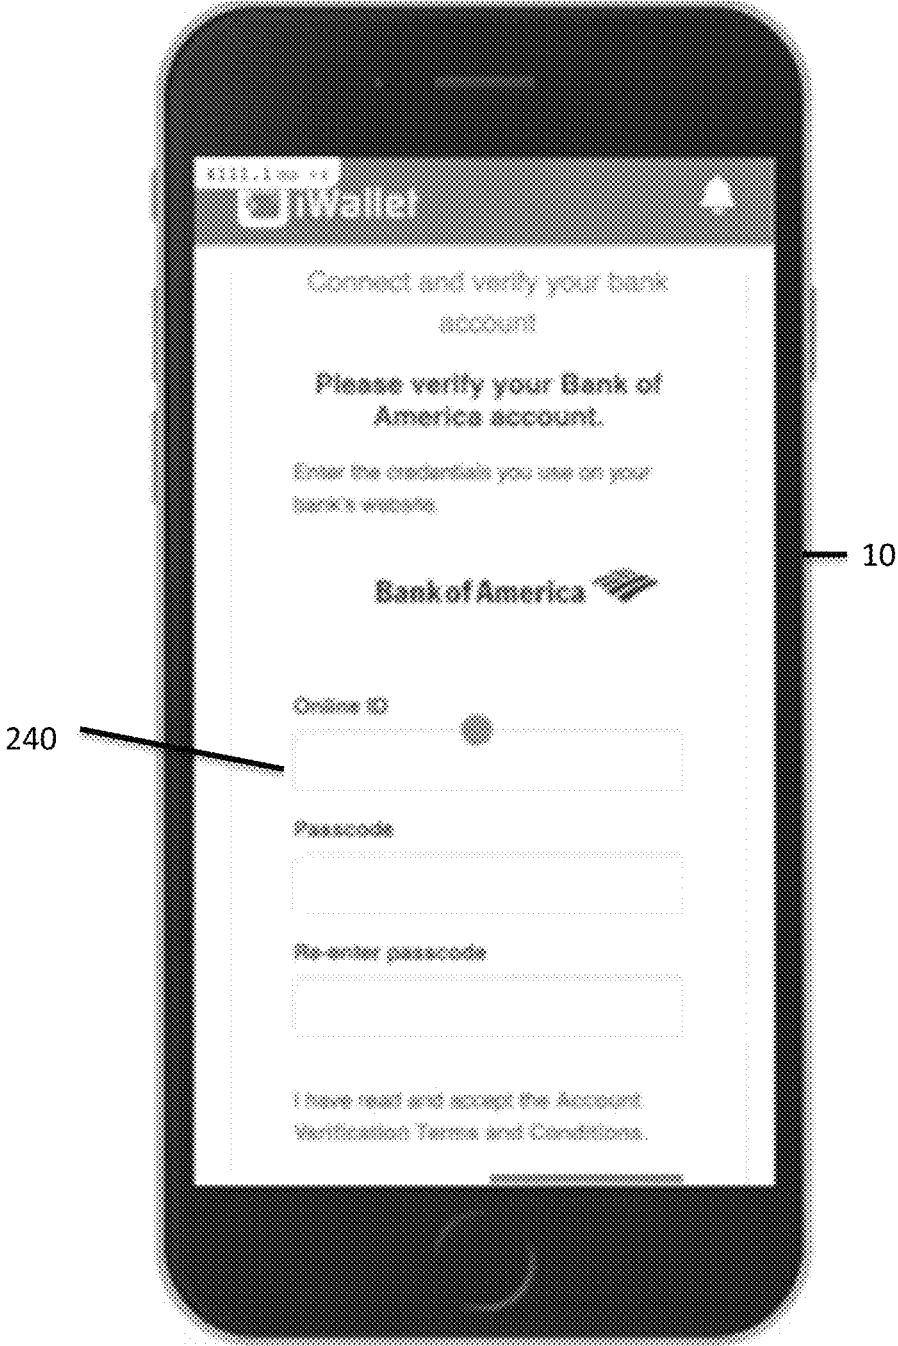 iWallet
Connect and verify your bank
account
Please verify your Bank of
America account.
Enter the credentials you use on your
bank's website.
10
Bank of America
Online ID
240
Passcode
Re-enter passcode
I have read and accept the Account
Verification Terms and Conditions.